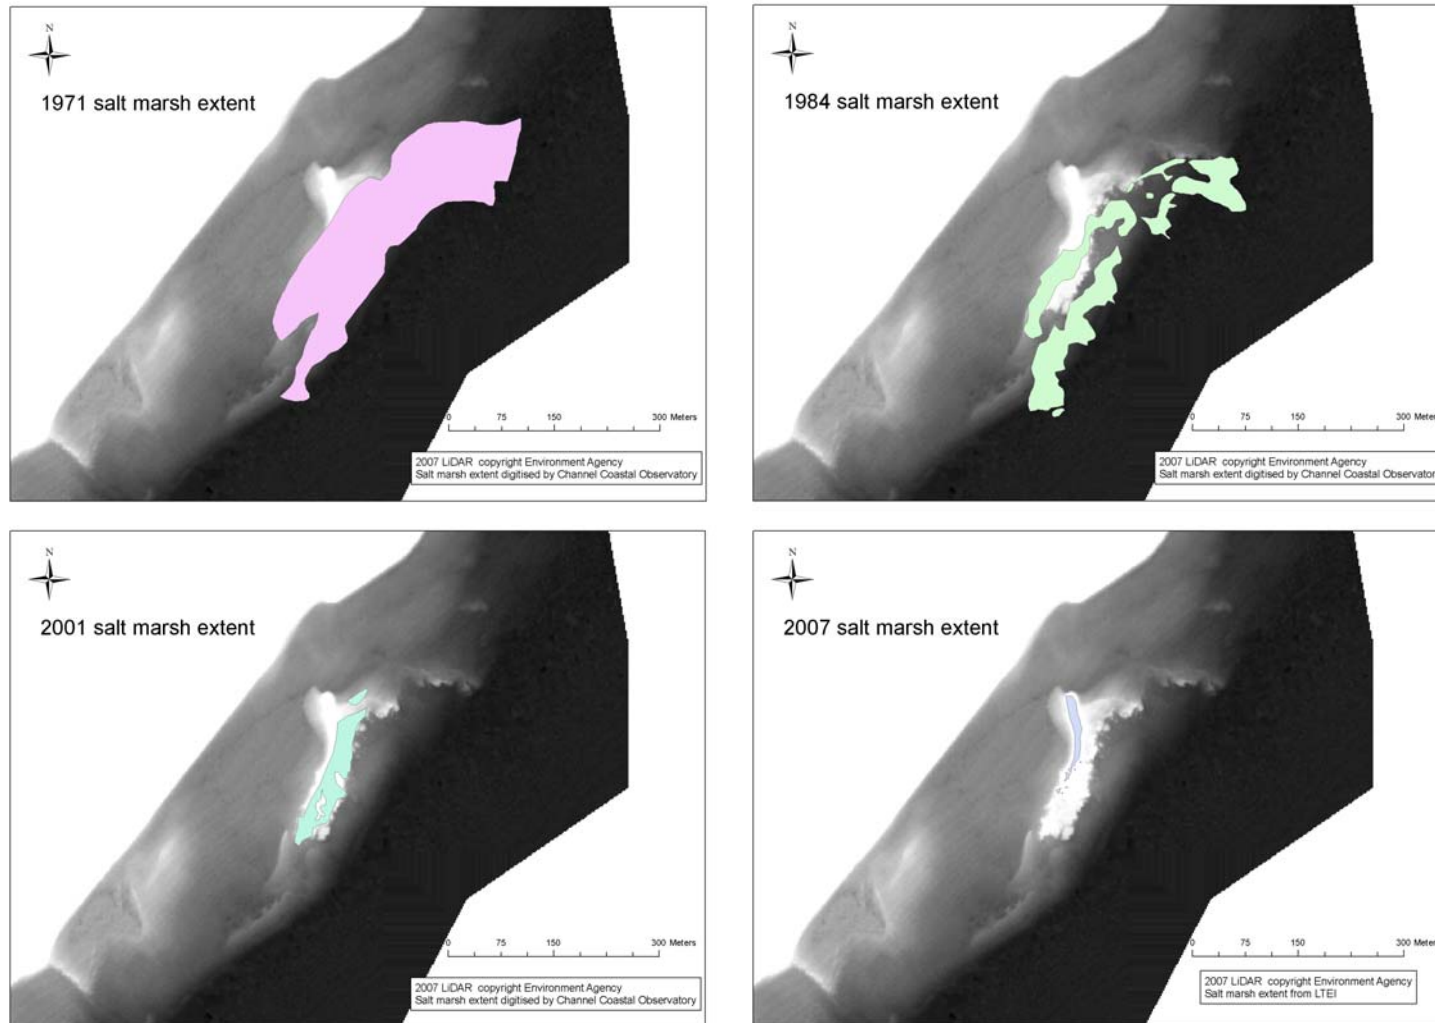 N
1971 salt marsh extent
0 75 150 300 Meters
2007 LiDAR copyright Environment Agency
Salt marsh extent digitised by Channel Coastal Observatory
N
1984 salt marsh extent
0 75 150 300 Meter
2007 LiDAR copyright Environment Agency
Salt marsh extent digitised by Channel Coastal Observator
N
2001 salt marsh extent
0 75 150 300 Meters
2007 LiDAR copyright Environment Agency
Salt marsh extent digitised by Channel Coastal Observatory
N
2007 salt marsh extent
0 75 150 300 Meter
2007 LiDAR copyright Environment Agency
Salt marsh extent from LTEI